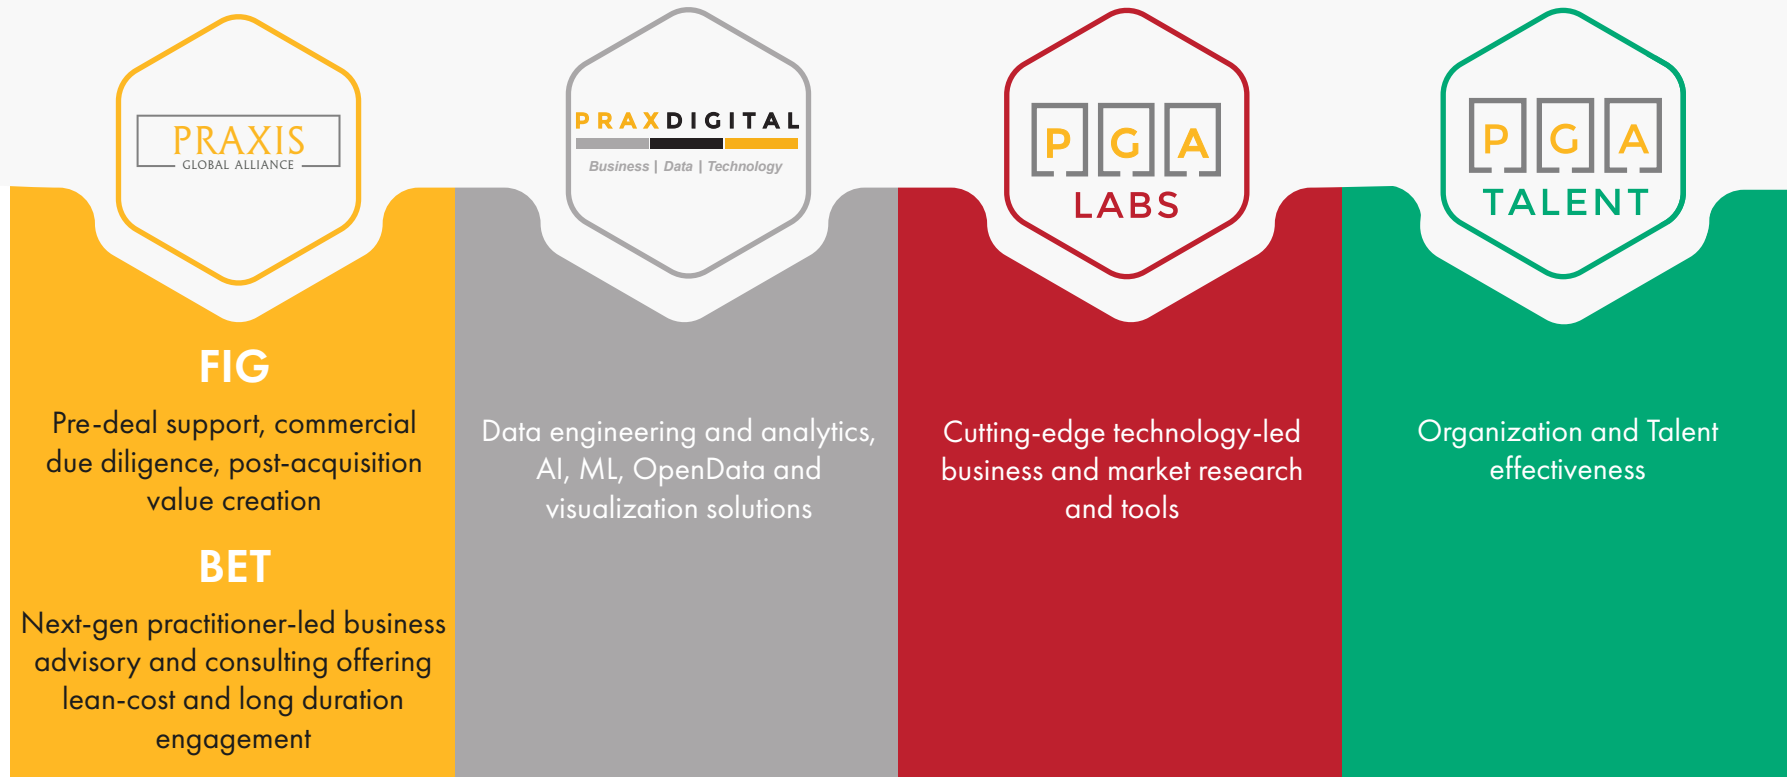 PRAXIS
GLOBAL ALLIANCE
FIG
Pre-deal support, commercial
due diligence, post-acquisition
value creation
BET
Next-gen practitioner-led business
advisory and consulting offering
lean-cost and long duration
engagement
PRAXDIGITAL
Business | Data | Technology
Data engineering and analytics,
AI, ML, OpenData and
visualization solutions
PGA
LABS
Cutting-edge technology-led
business and market research
and tools
PGA
TALENT
Organization and Talent
effectiveness